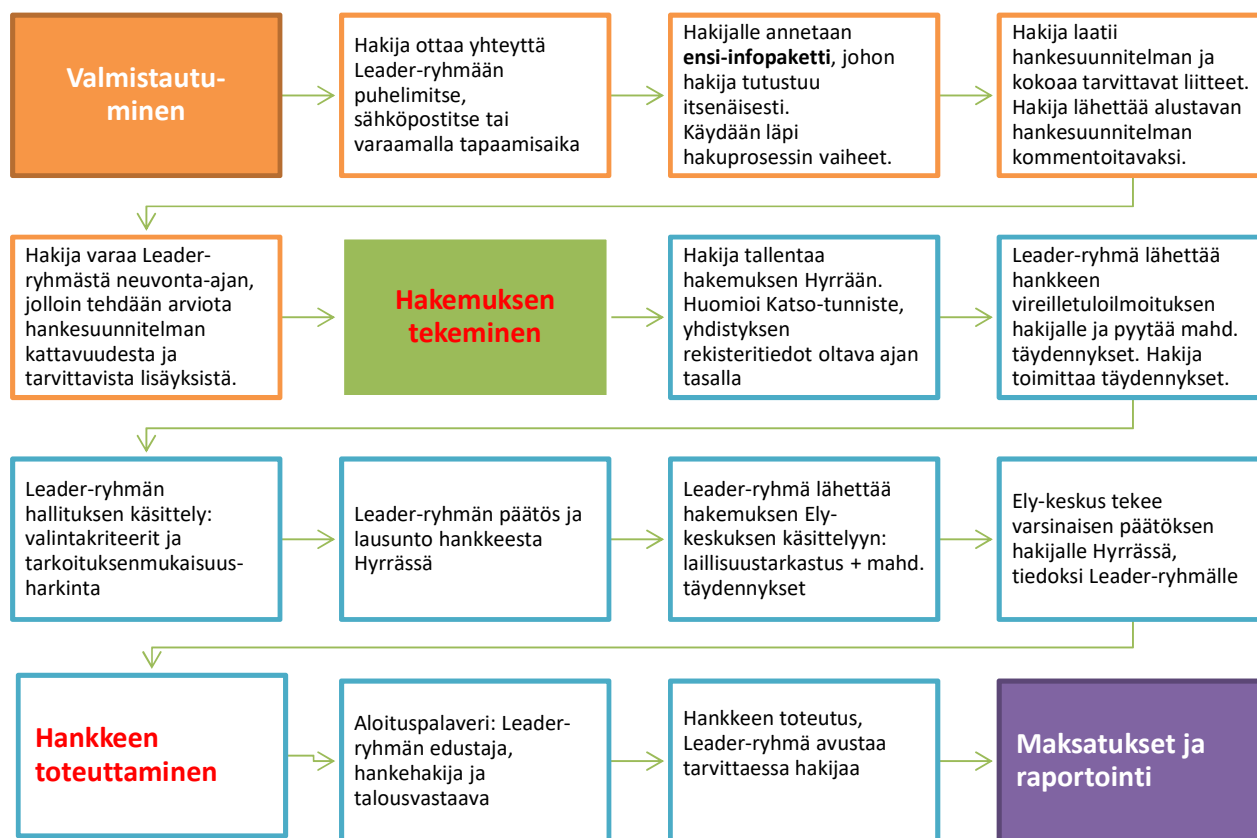 Valmistautu-
minen
Hakija ottaa yhteyttä
Leader-ryhmään
puhelimitse,
sähköpostitse tai
varaamalla tapaamisaika
Hakijalle annetaan
ensi-infopaketti, johon
hakija tutustuu
itsenäisesti.
Käydään läpi
hakuprosessin vaiheet.
Hakija laatii
hankesuunnitelman ja
kokoaa tarvittavat liitteet.
Hakija lähettää alustavan
hankesuunnitelman
kommentoitavaksi.
Hakija varaa Leader-
ryhmästä neuvonta-ajan,
jolloin tehdään arviota
hankesuunnitelman
kattavuudesta ja
tarvittavista lisäyksistä.
Hakemuksen
tekeminen
Hakija tallentaa
hakemuksen Hyrrään.
Huomioi Katso-tunniste,
yhdistyksen
rekisteritiedot oltava ajan
tasalla
Leader-ryhmä lähettää
hankkeen
vireilletuloilmoituksen
hakijalle ja pyytää mahd.
täydennykset. Hakija
toimittaa täydennykset.
Leader-ryhmän
hallituksen käsittely:
valintakriteerit ja
tarkoituksenmukaisuus-
harkinta
Leader-ryhmän päätös ja
lausunto hankkeesta
Hyrrässä
Leader-ryhmä lähettää
hakemuksen Ely-
keskuksen käsittelyyn:
laillisuustarkastus + mahd.
täydennykset
Ely-keskus tekee
varsinaisen päätöksen
hakijalle Hyrrässä,
tiedoksi Leader-ryhmälle
Hankkeen
toteuttaminen
Aloituspalaveri: Leader-
ryhmän edustaja,
hankehakija ja
talousvastaava
Hankkeen toteutus,
Leader-ryhmä avustaa
tarvittaessa hakijaa
Maksatukset ja
raportointi